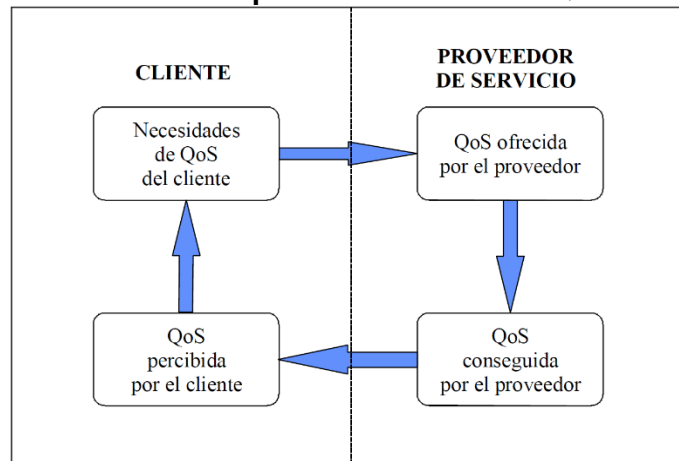 CLIENTE
PROVEEDOR
DE SERVICIO
Necesidades
de QoS
del cliente
QoS ofrecida
por el proveedor
QoS
percibida
por el cliente
QoS
conseguida
por el proveedor